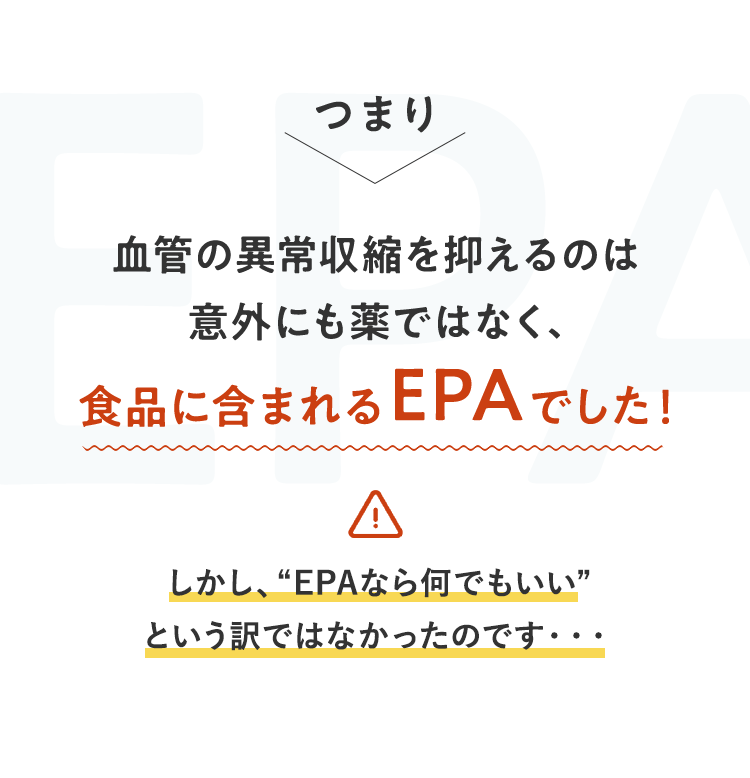 つまり
血管の異常収縮を抑えるのは
意外にも薬ではなく、
食品に含まれるEPAでした!
しかし、“EPAなら何でもいい”
という訳ではなかったのです・・・
EPA